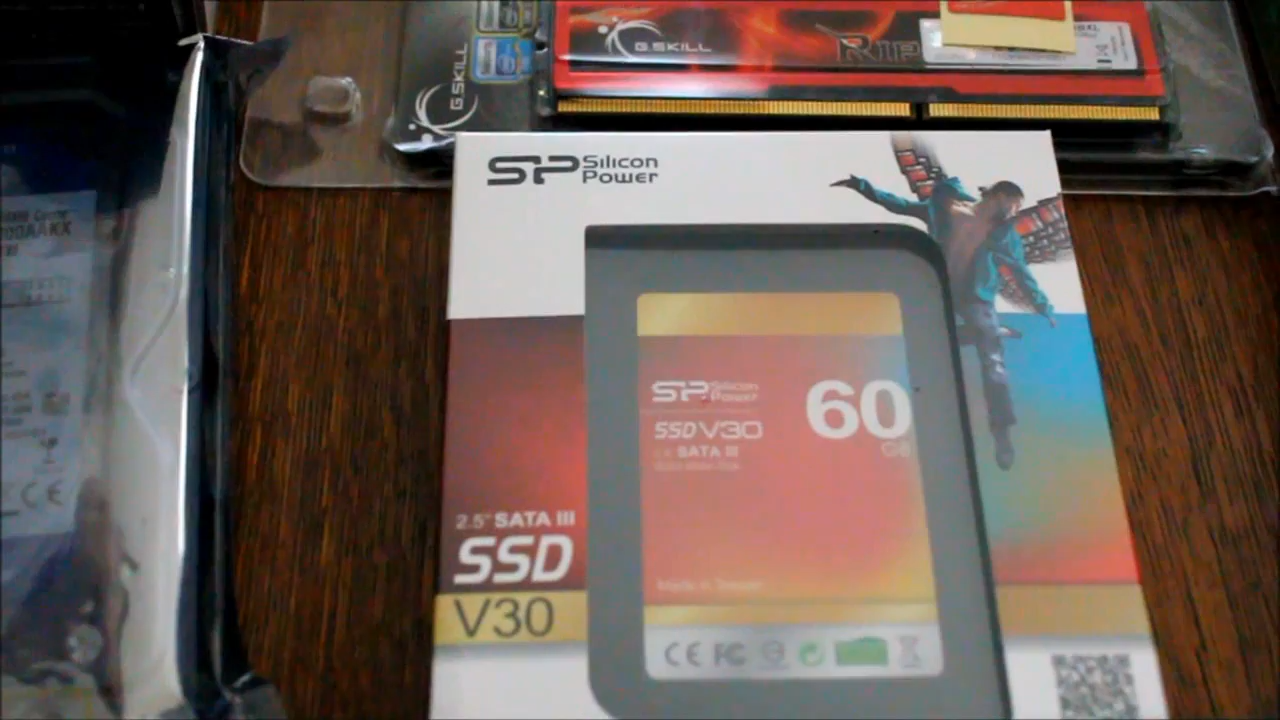 G.SKILL
G.SKILL
RIP
SP Silicon
Power
SP Silicon
Power
60
GB
SSD V30
SATA III
Made in Taiwan
2.5" SATA III
SSD
V30
CE FC
00AAKX
CE